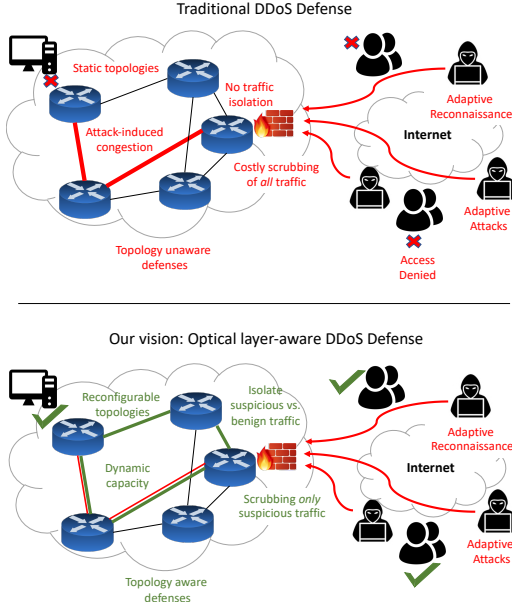 Traditional DDoS Defense
Static topologies
No traffic
isolation
Attack-induced
congestion
Costly scrubbing
of all traffic
Topology unaware
defenses
Adaptive
Reconnaissance
Internet
Adaptive
Attacks
Access
Denied
Our vision: Optical layer-aware DDoS Defense
Reconfigurable
topologies
Isolate
suspicious vs.
benign traffic
Dynamic
capacity
Scrubbing only
suspicious traffic
Topology aware
defenses
Adaptive
Reconnaissance
Internet
Adaptive
Attacks